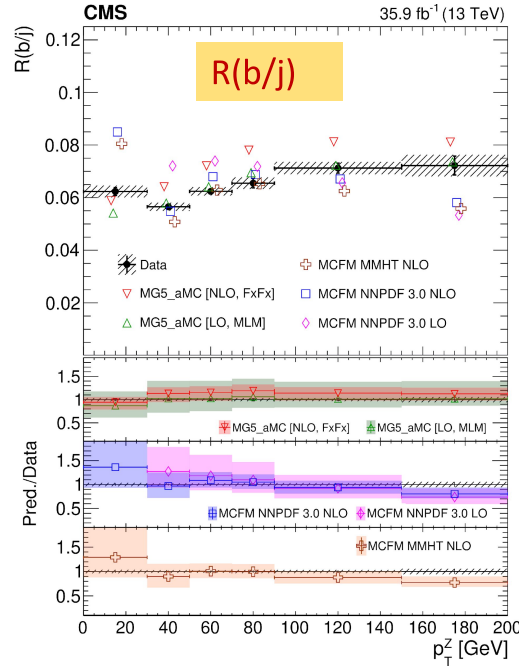 CMS 35.9 fb⁻¹ (13 TeV)
R(b/j)
R(b/j)
0.12
0.1
0.08
0.06
0.04
0.02
Data
MG5_aMC [NLO, FxFx]
MG5_aMC [LO, MLM]
MCFM MMHT NLO
MCFM NNPDF 3.0 NLO
MCFM NNPDF 3.0 LO
Pred./Data
1.5
1
0.5
MG5_aMC [NLO, FxFx] MG5_aMC [LO, MLM]
1.5
1
0.5
MCFM NNPDF 3.0 NLO MCFM NNPDF 3.0 LO
1.5
1
0.5
MCFM MMHT NLO
0 20 40 60 80 100 120 140 160 180 200
p_T^Z [GeV]